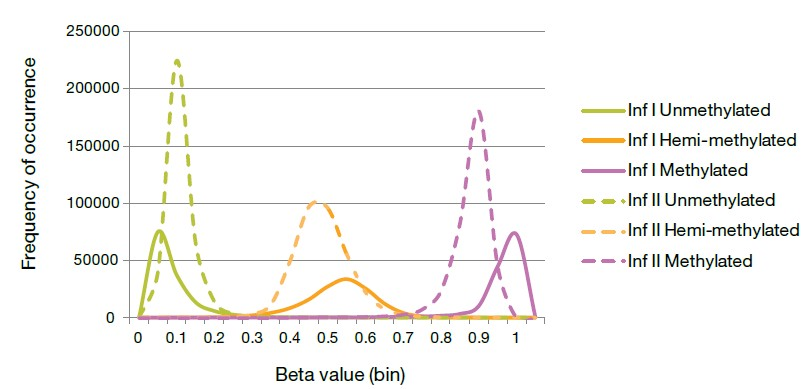 Frequency of occurrence
250000
200000
150000
100000
50000
0
0 0.1 0.2 0.3 0.4 0.5 0.6 0.7 0.8 0.9 1
Beta value (bin)
Inf I Unmethylated
Inf I Hemi-methylated
Inf I Methylated
Inf II Unmethylated
Inf II Hemi-methylated
Inf II Methylated